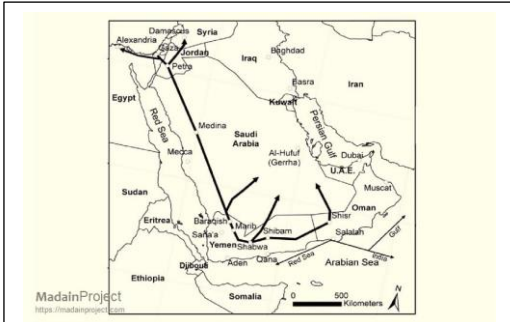 Damascus
Syria
Alexandria
Gaza
Jordan
Petra
Iraq
Baghdad
Iran
Basra
Kuwait
Egypt
Red Sea
Medina
Saudi
Arabia
Persian Gulf
Al-Hufuf
(Gerrha)
Dubai
U.A.E.
Mecca
Muscat
Oman
Sudan
Shisr
Salalah
Eritrea
Baraqish
Marib
Shibam
Sana'a
Yemen
Shabwa
Qana
Aden
Red Sea
India
Gulf
Arabian Sea
Djibouti
Ethiopia
Somalia
MadainProject
https://madainproject.com
0 500
Kilometers
N